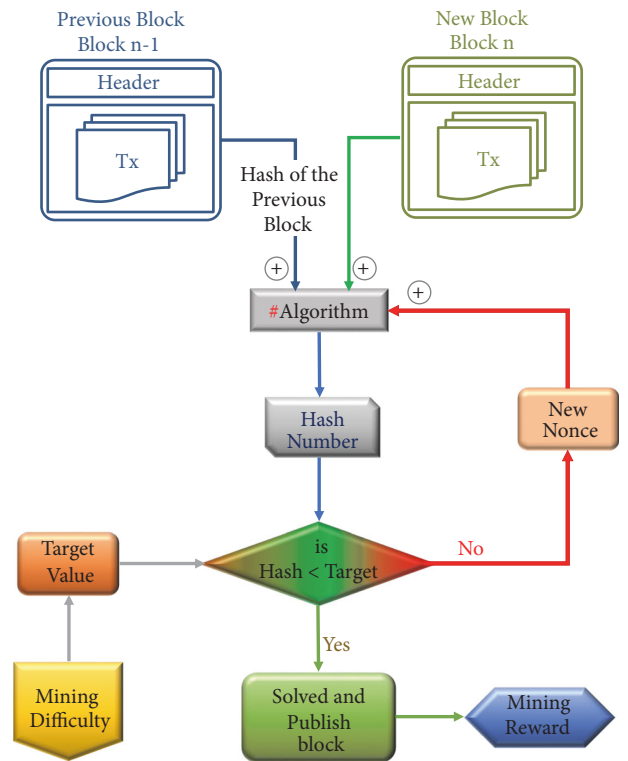 Previous Block
Block n-1
New Block
Block n
Header
Header
Tx
Tx
Hash of the
Previous
Block
+
+
+
#Algorithm
Hash
Number
New
Nonce
Target
Value
is
Hash < Target
No
Yes
Mining
Difficulty
Solved and
Publish
block
Mining
Reward